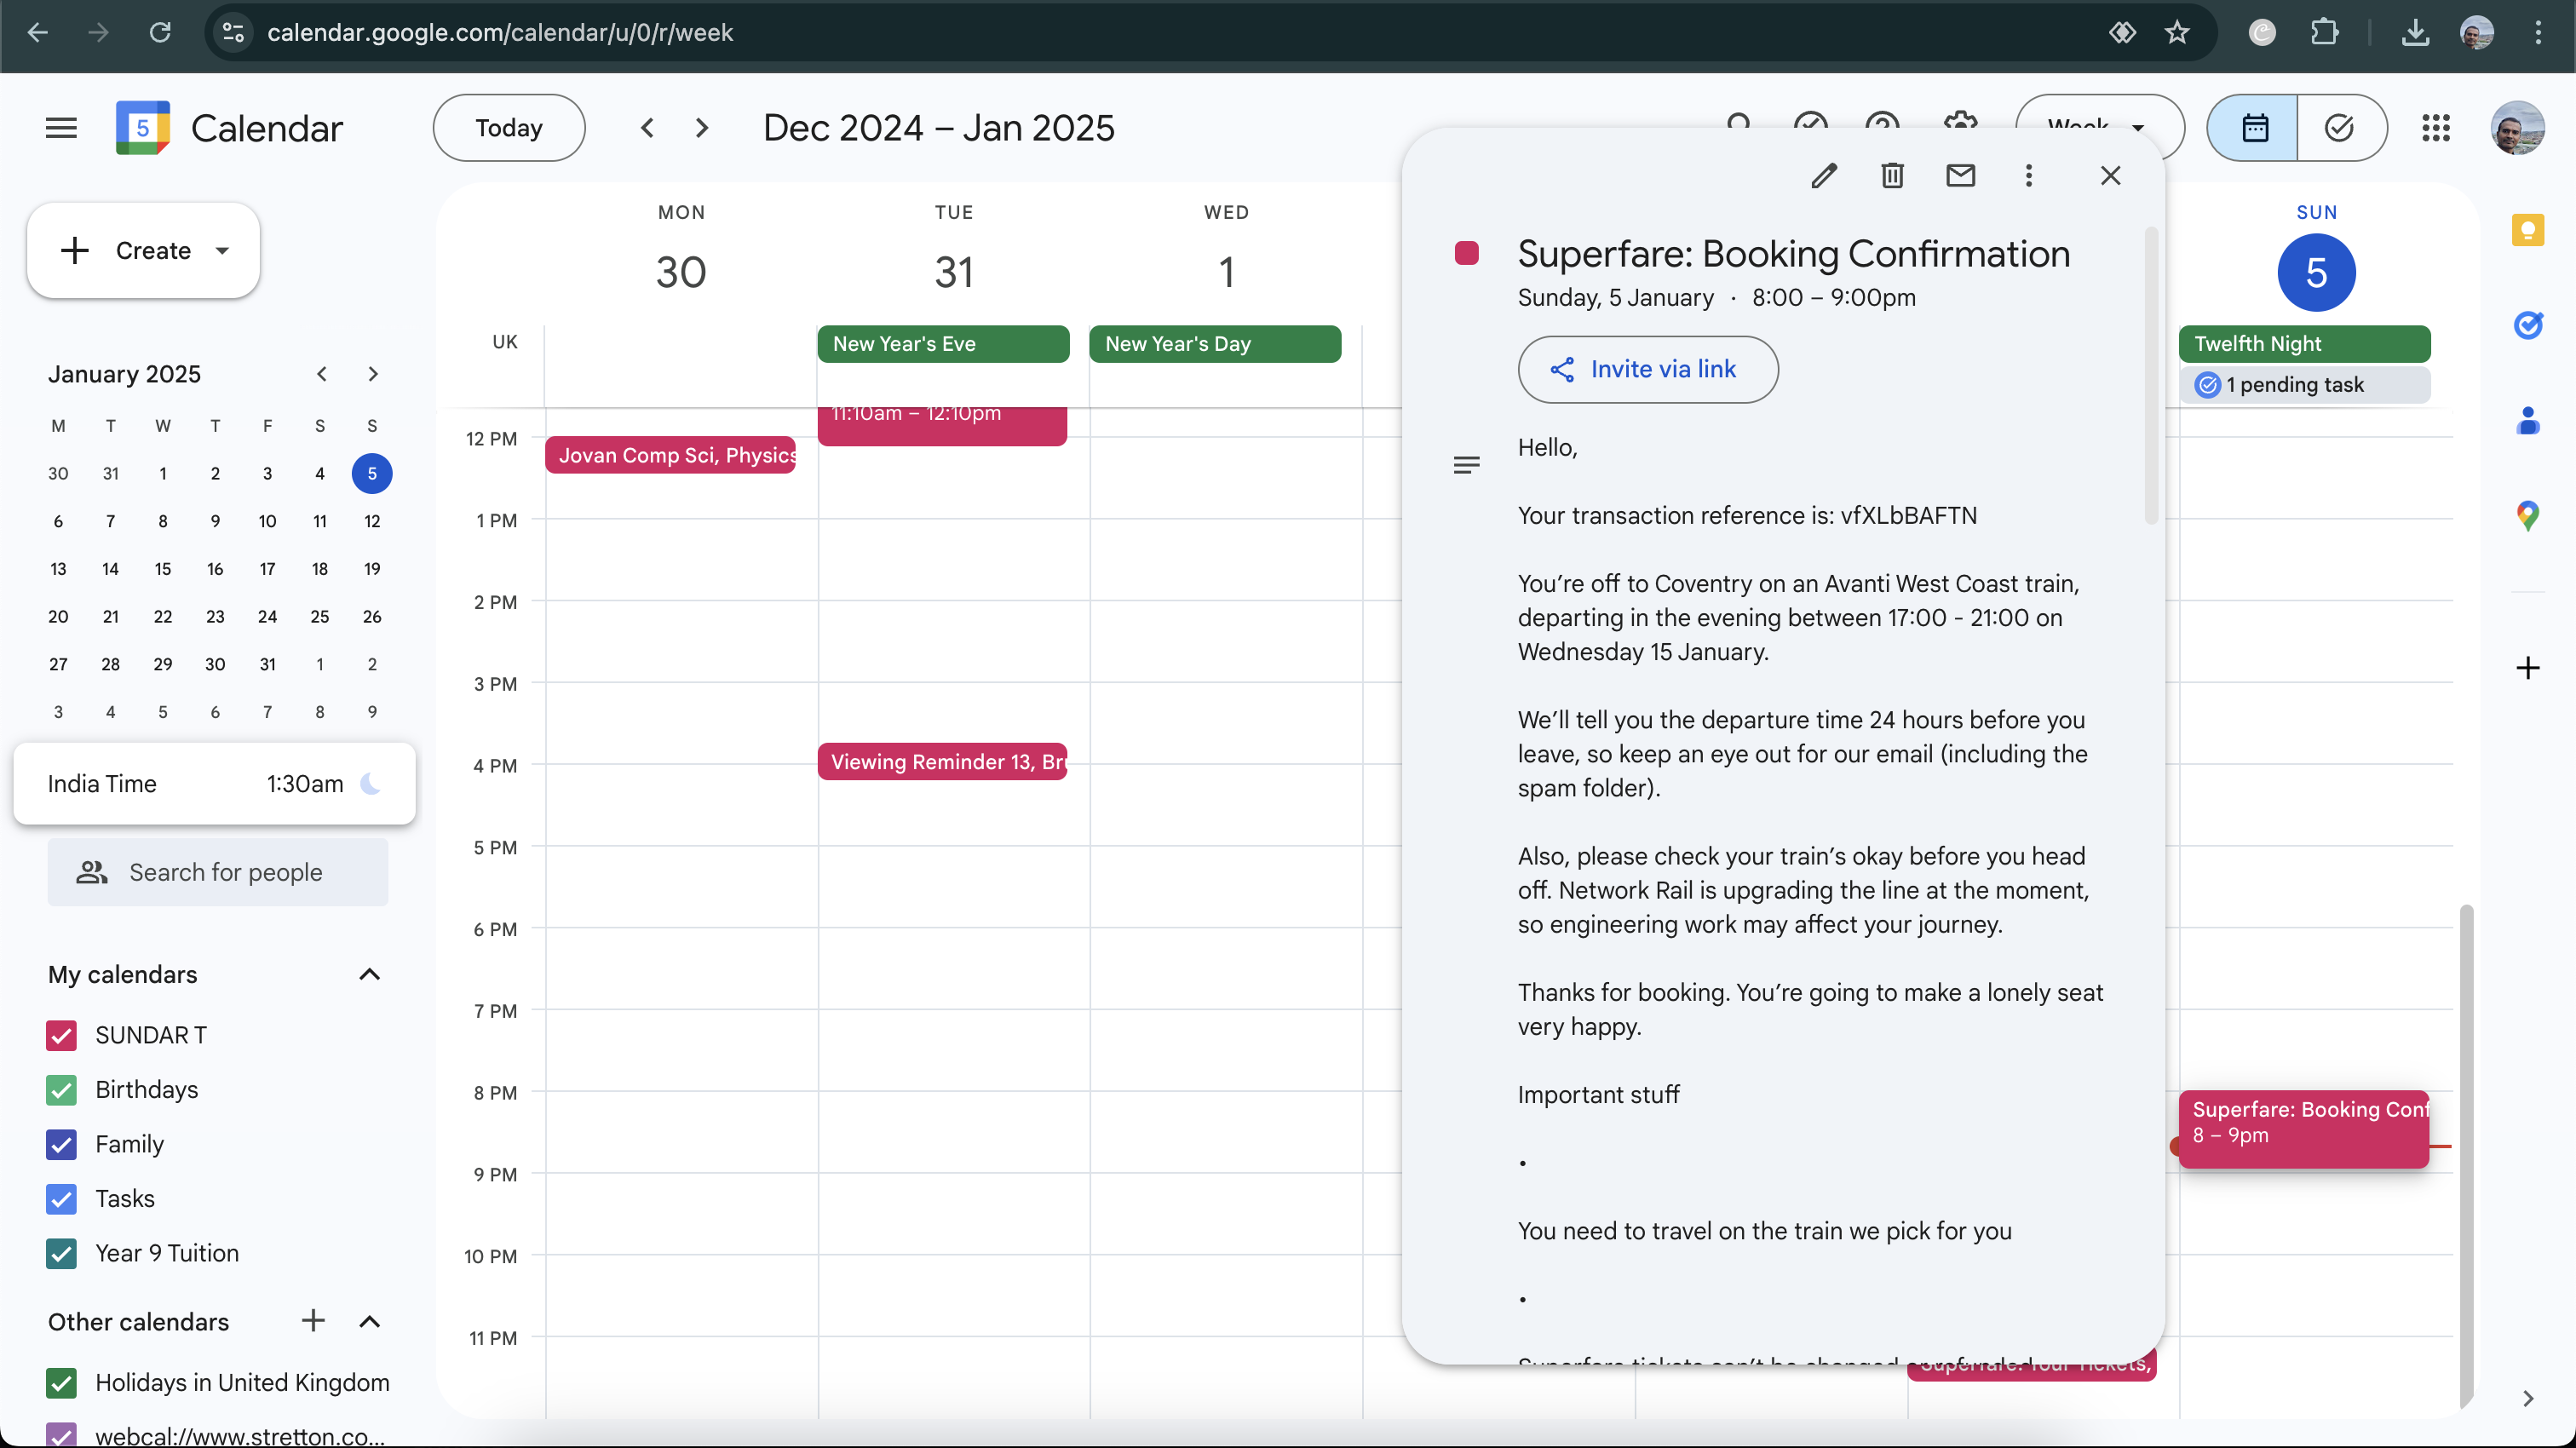 calendar.google.com/calendar/u/0/r/week
5
Calendar
Today
Dec 2024 – Jan 2025
Week
Create
January 2025
M T W T F S S
30 31 1 2 3 4 5
6 7 8 9 10 11 12
13 14 15 16 17 18 19
20 21 22 23 24 25 26
27 28 29 30 31 1 2
3 4 5 6 7 8 9
India Time 1:30am
Search for people
My calendars
SUNDAR T
Birthdays
Family
Tasks
Year 9 Tuition
Other calendars
Holidays in United Kingdom
webcal://www.stretton.co...
MON TUE WED SUN
30 31 1 5
UK
New Year's Eve
New Year's Day
Twelfth Night
1 pending task
11:10am – 12:10pm
12 PM
Jovan Comp Sci, Physics
1 PM
2 PM
3 PM
Viewing Reminder 13, Bru
4 PM
5 PM
6 PM
7 PM
8 PM
9 PM
10 PM
11 PM
Superfare: Booking Conf
8 – 9pm
Superfare: Booking Confirmation
Sunday, 5 January · 8:00 – 9:00pm
Invite via link
Hello,
Your transaction reference is: vfXLbBAFTN
You’re off to Coventry on an Avanti West Coast train,
departing in the evening between 17:00 - 21:00 on
Wednesday 15 January.
We’ll tell you the departure time 24 hours before you
leave, so keep an eye out for our email (including the
spam folder).
Also, please check your train’s okay before you head
off. Network Rail is upgrading the line at the moment,
so engineering work may affect your journey.
Thanks for booking. You’re going to make a lonely seat
very happy.
Important stuff
•
You need to travel on the train we pick for you
•
Superfare tickets can’t be changed or refunded
Superfare: Your Tickets,